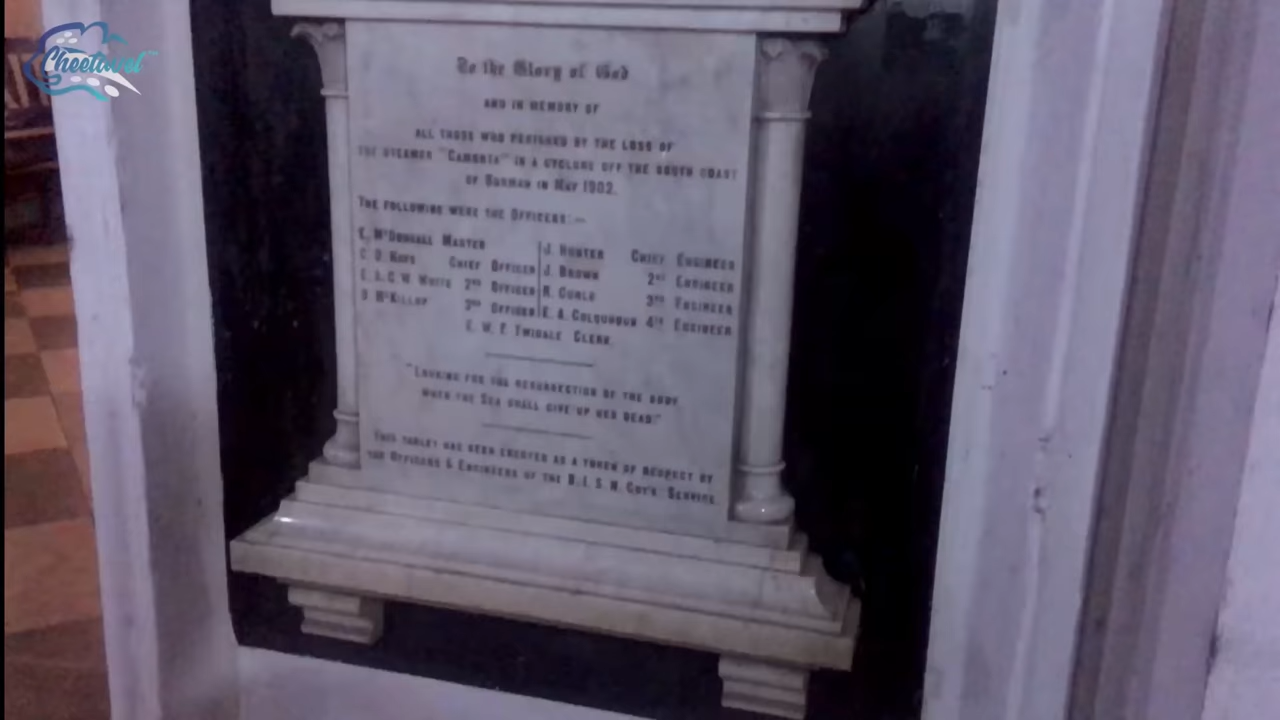 Cheetawel™
To the Glory of God
AND IN MEMORY OF
ALL THOSE WHO PERISHED BY THE LOSS OF
THE STEAMER "CAMORTA" IN A CYCLONE OFF THE SOUTH COAST
OF BURMAH IN MAY 1902.
THE FOLLOWING WERE THE OFFICERS:—
E. McDOUGALL MASTER
J. HUNTER CHIEF ENGINEER
C. D. CHIEF OFFICER
J. BROWN 2ND ENGINEER
E. A. C. W. WHITE 2ND OFFICER
R. 3RD ENGINEER
D McKILLOP 3RD OFFICER
E. A. COLQUHOUN 4TH ENGINEER
E. W. F. CLERK.
"LOOKING FOR THE RESURRECTION OF THE BODY
WHEN THE SEA SHALL GIVE UP HER DEAD."
THIS TABLET HAS BEEN ERECTED AS A TOKEN OF RESPECT BY
THE OFFICERS & ENGINEERS OF THE B. I. S. N. COY'S. SERVICE.